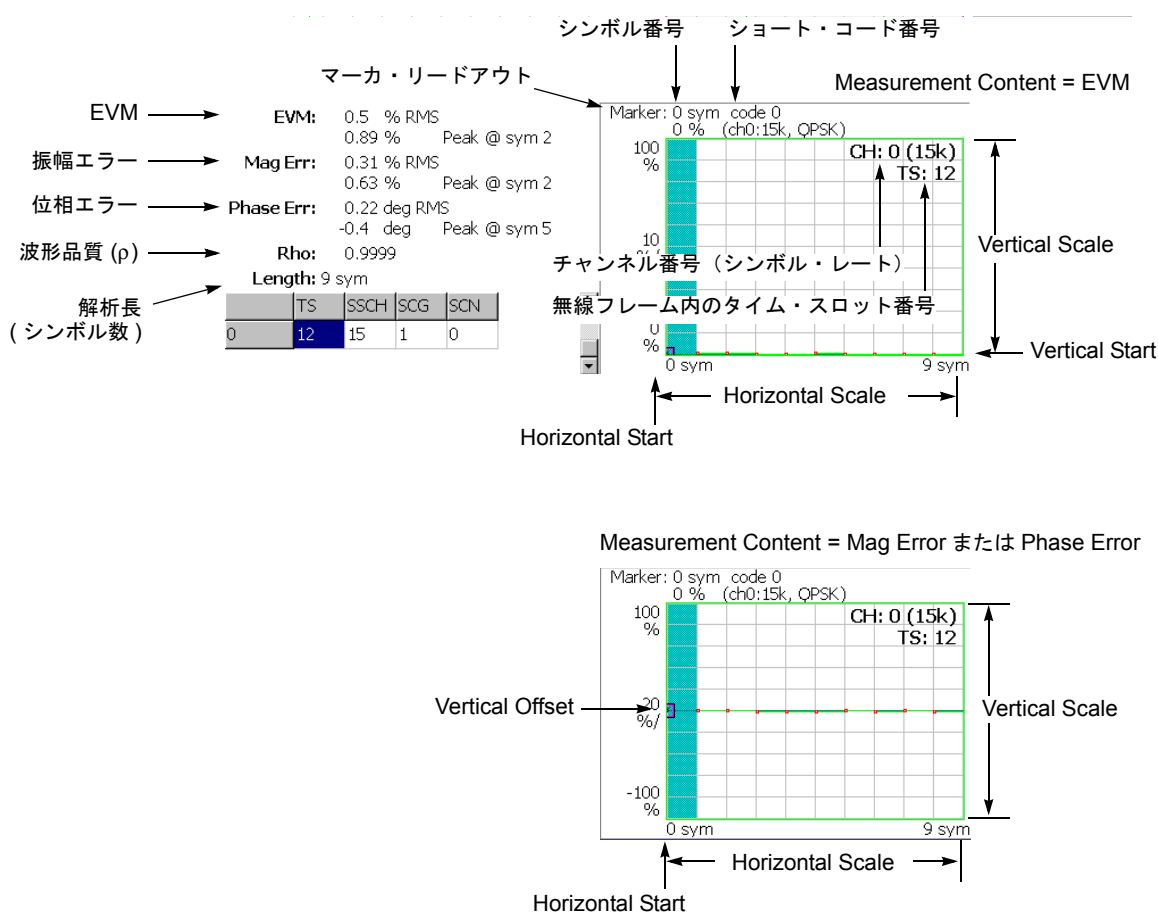 シンボル番号
ショート・コード番号
マーカ・リードアウト
Measurement Content = EVM
EVM
EVM: 0.5 % RMS
0.89 % Peak @ sym 2
振幅エラー
Mag Err: 0.31 % RMS
0.63 % Peak @ sym 2
位相エラー
Phase Err: 0.22 deg RMS
-0.4 deg Peak @ sym 5
波形品質 (ρ)
Rho: 0.9999
解析長
( シンボル数 )
Length: 9 sym
TS SSCH SCG SCN
0 12 15 1 0
Marker: 0 sym code 0
0 % (ch0:15k, QPSK)
100
%
CH: 0 (15k)
TS: 12
10
チャンネル番号（シンボル・レート）
無線フレーム内のタイム・スロット番号
0
%
0 sym
9 sym
Vertical Scale
Vertical Start
Horizontal Scale
Horizontal Start
Measurement Content = Mag Error または Phase Error
Marker: 0 sym code 0
0 % (ch0:15k, QPSK)
100
%
CH: 0 (15k)
TS: 12
Vertical Offset
20
%/
Vertical Scale
-100
%
0 sym
9 sym
Horizontal Scale
Horizontal Start